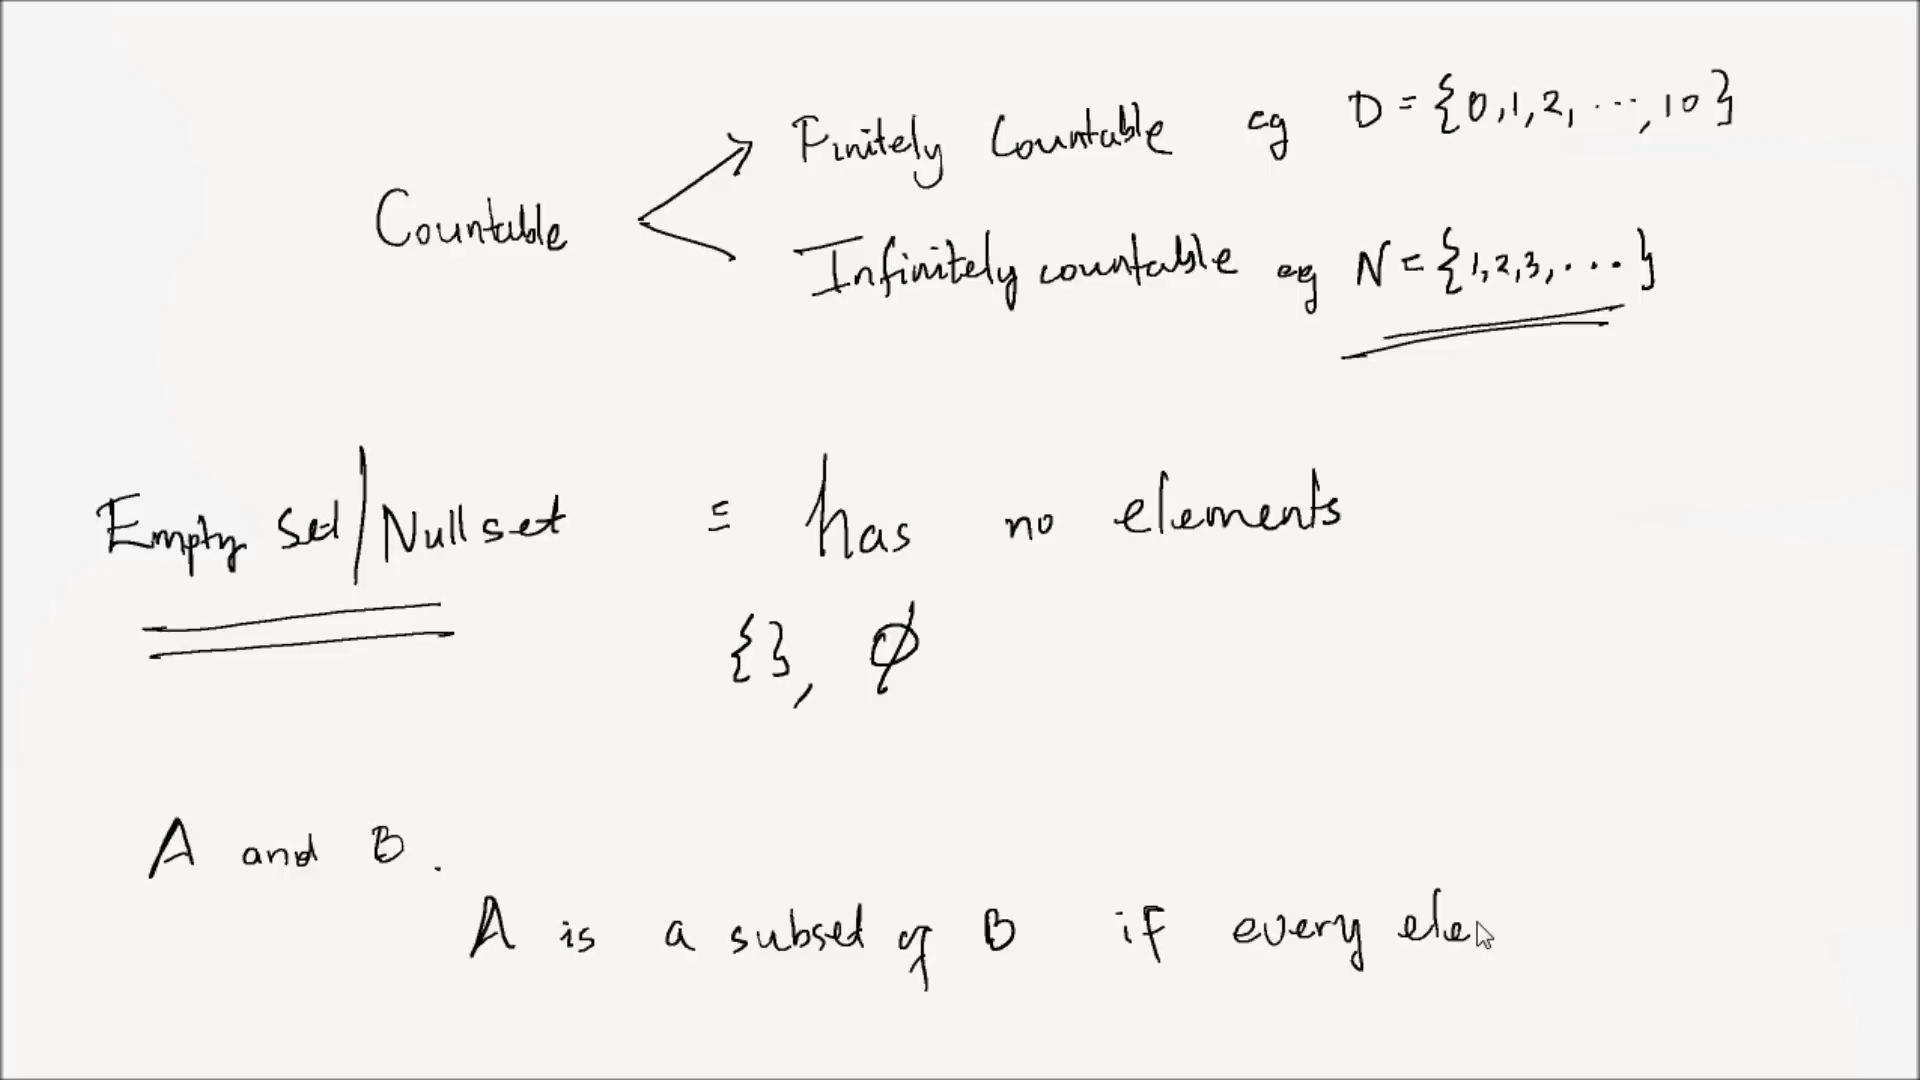 Finitely Countable eg D = {0,1,2, ..., 10}
Countable
Infinitely countable eg N = {1,2,3, ...}
Empty set/Nullset = has no elements
{}, ∅
A and B.
A is a subset of B if every ele